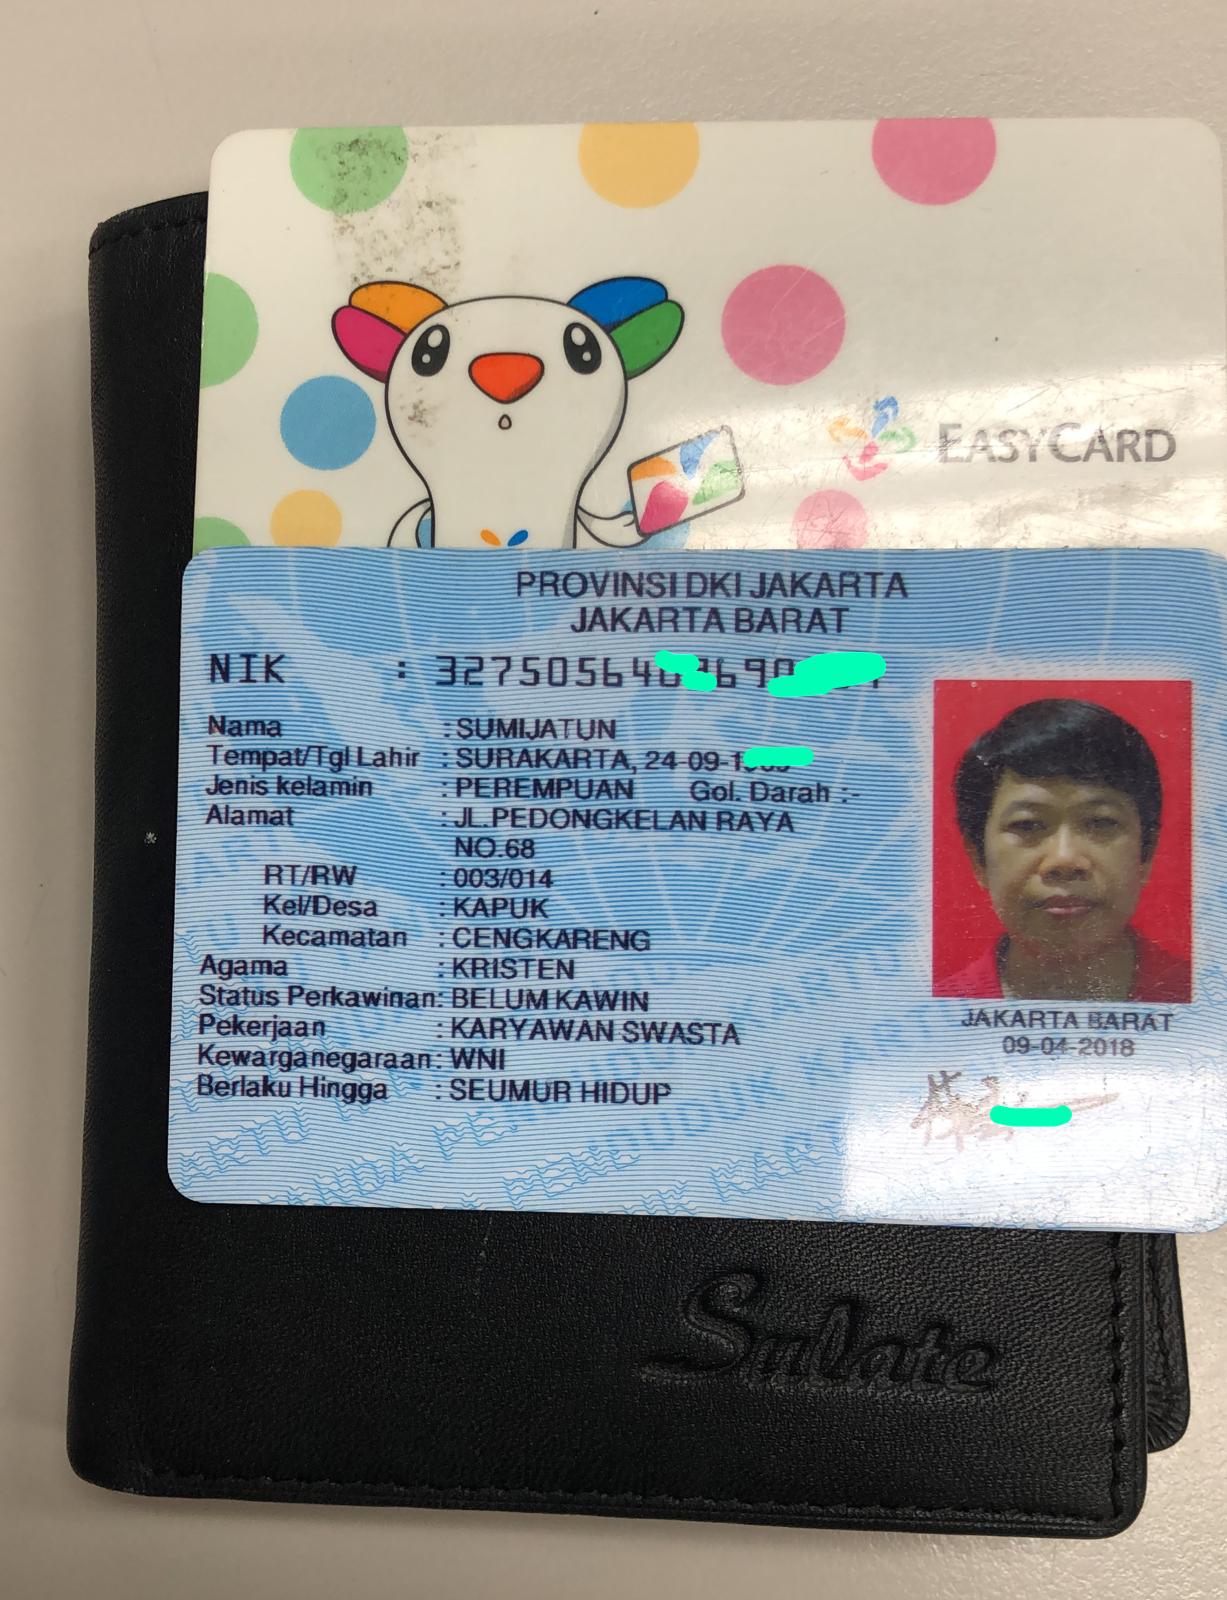 EASYCARD
PROVINSI DKI JAKARTA
JAKARTA BARAT
NIK :
Nama : SUMIJATUN
Tempat/Tgl Lahir : SURAKARTA,
Jenis kelamin : PEREMPUAN Gol. Darah :-
Alamat : JL.PEDONGKELAN RAYA
NO.68
RT/RW : 003/014
Kel/Desa : KAPUK
Kecamatan : CENGKARENG
Agama : KRISTEN
Status Perkawinan: BELUM KAWIN
Pekerjaan : KARYAWAN SWASTA
Kewarganegaraan: WNI
Berlaku Hingga : SEUMUR HIDUP
JAKARTA BARAT
09-04-2018
Sulate